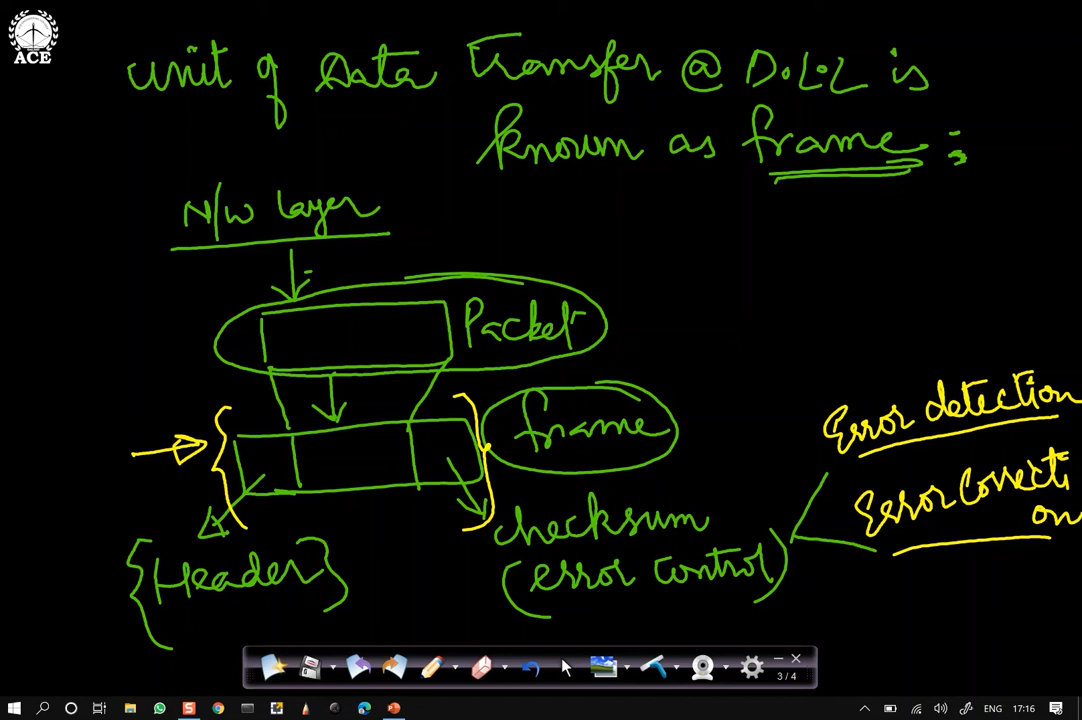 ACE
unit of Data Transfer @ D.L.L is
known as frame :
N/w layer
Packet
frame
Error detection
Error Correcti
on
checksum
(error control)
{Header}
3 / 4
ENG
17:16